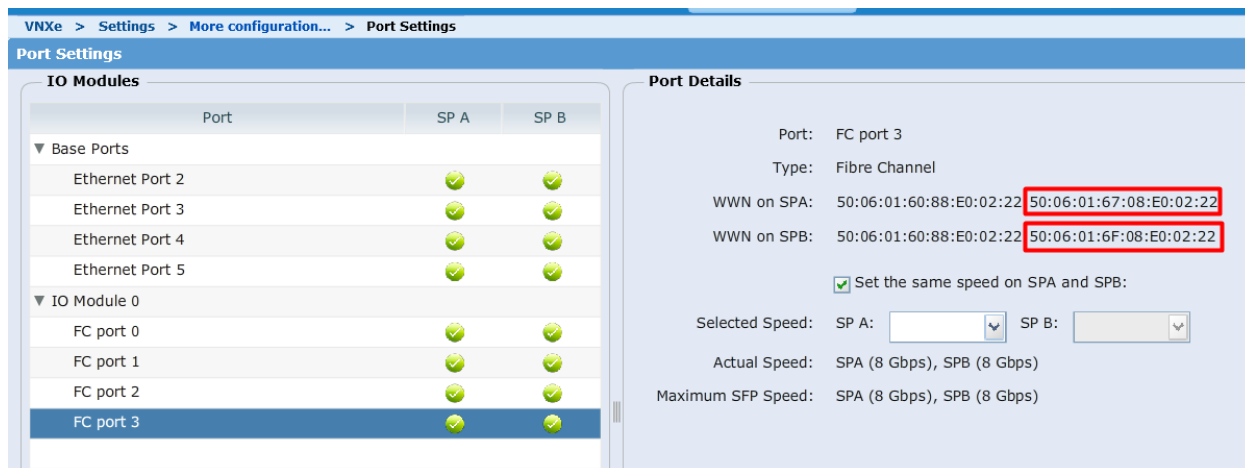 VNXe > Settings > More configuration... > Port Settings
Port Settings
IO Modules
Port SP A SP B
Base Ports
Ethernet Port 2
Ethernet Port 3
Ethernet Port 4
Ethernet Port 5
IO Module 0
FC port 0
FC port 1
FC port 2
FC port 3
Port Details
Port: FC port 3
Type: Fibre Channel
WWN on SPA: 50:06:01:60:88:E0:02:22 50:06:01:67:08:E0:02:22
WWN on SPB: 50:06:01:60:88:E0:02:22 50:06:01:6F:08:E0:02:22
Set the same speed on SPA and SPB:
Selected Speed: SP A: SP B:
Actual Speed: SPA (8 Gbps), SPB (8 Gbps)
Maximum SFP Speed: SPA (8 Gbps), SPB (8 Gbps)